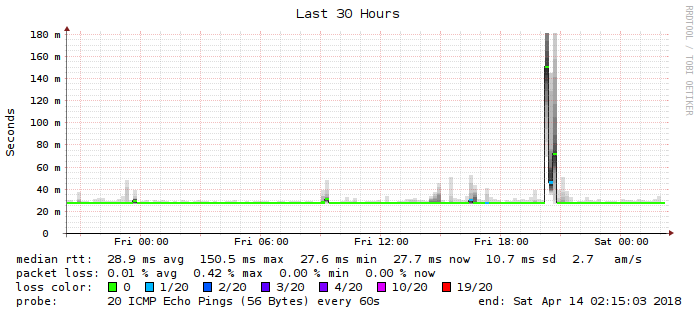 Last 30 Hours
RRDTOOL / TOBI OETIKER
Seconds
180 m
160 m
140 m
120 m
100 m
80 m
60 m
40 m
20 m
0
Fri 00:00 Fri 06:00 Fri 12:00 Fri 18:00 Sat 00:00
median rtt: 28.9 ms avg 150.5 ms max 27.6 ms min 27.7 ms now 10.7 ms sd 2.7 am/s
packet loss: 0.01 % avg 0.42 % max 0.00 % min 0.00 % now
loss color: 0 1/20 2/20 3/20 4/20 10/20 19/20
probe: 20 ICMP Echo Pings (56 Bytes) every 60s end: Sat Apr 14 02:15:03 2018